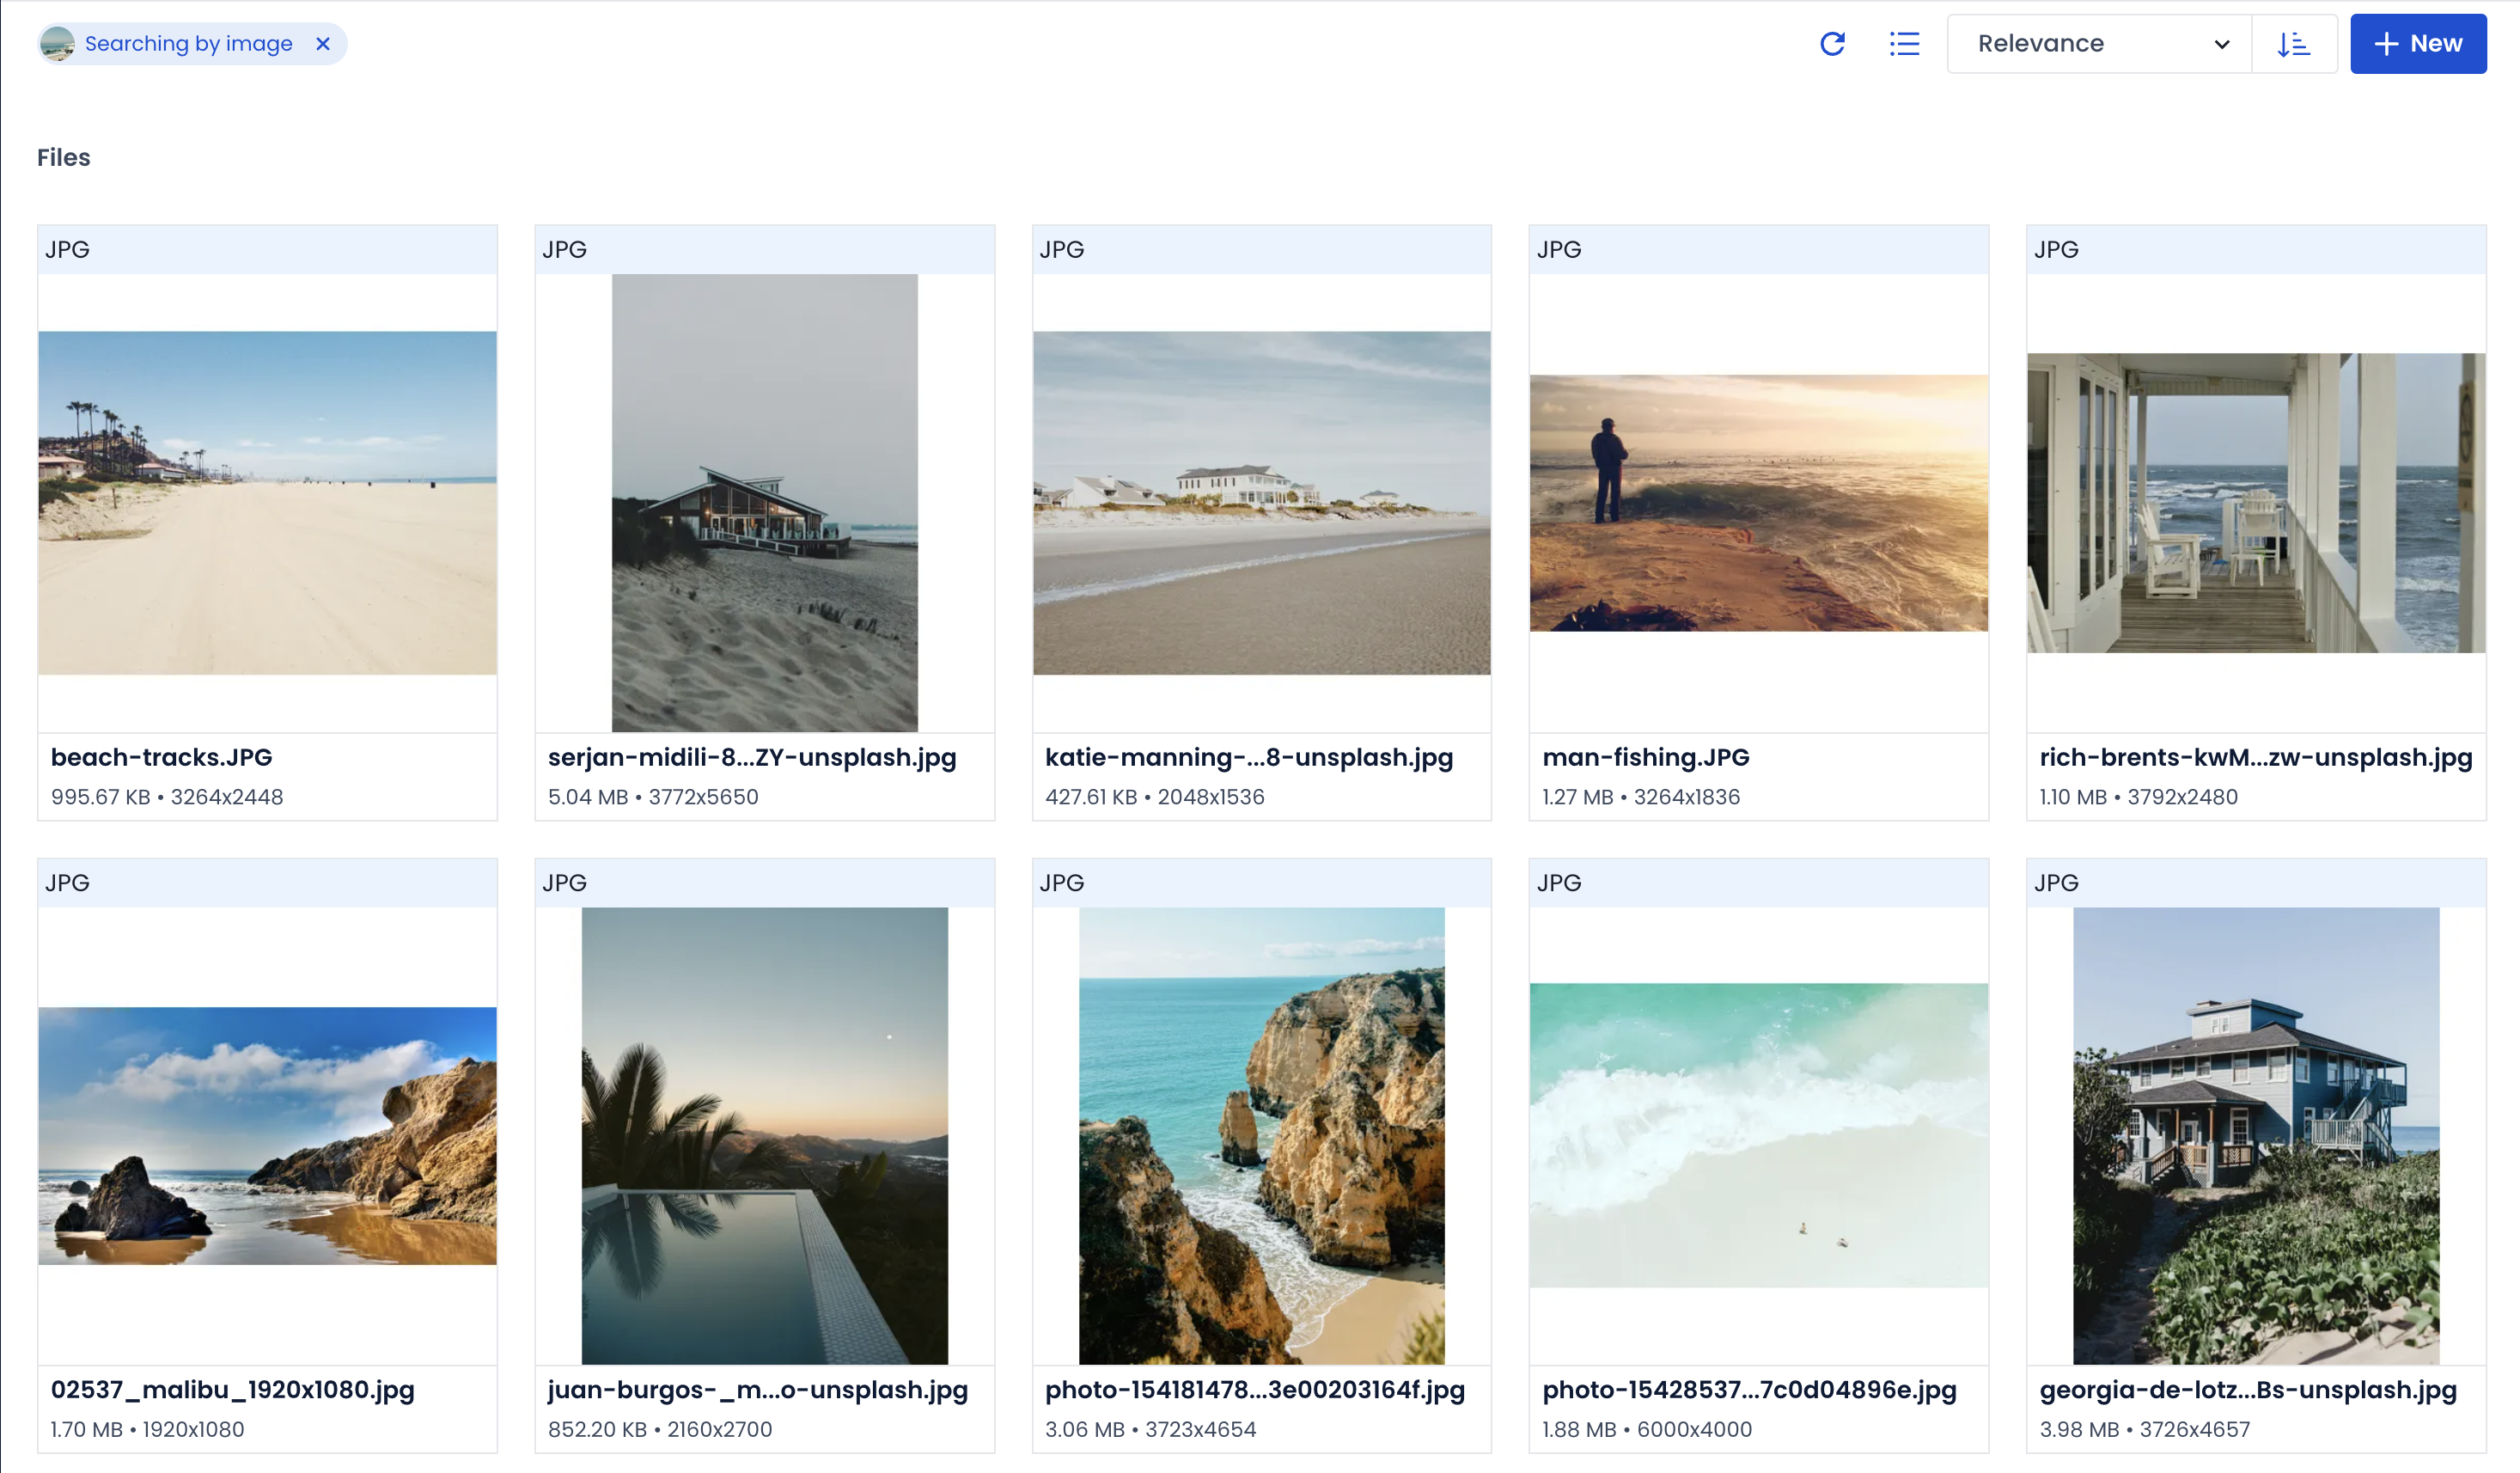 Searching by image
Relevance
New
Files
JPG
JPG
JPG
JPG
JPG
beach-tracks.JPG
995.67 KB • 3264x2448
serjan-midili-8...ZY-unsplash.jpg
5.04 MB • 3772x5650
katie-manning-...8-unsplash.jpg
427.61 KB • 2048x1536
man-fishing.JPG
1.27 MB • 3264x1836
rich-brents-kwM...zw-unsplash.jpg
1.10 MB • 3792x2480
JPG
JPG
JPG
JPG
JPG
02537_malibu_1920x1080.jpg
1.70 MB • 1920x1080
juan-burgos-_m...o-unsplash.jpg
852.20 KB • 2160x2700
photo-154181478...3e00203164f.jpg
3.06 MB • 3723x4654
photo-15428537...7c0d04896e.jpg
1.88 MB • 6000x4000
georgia-de-lotz...Bs-unsplash.jpg
3.98 MB • 3726x4657